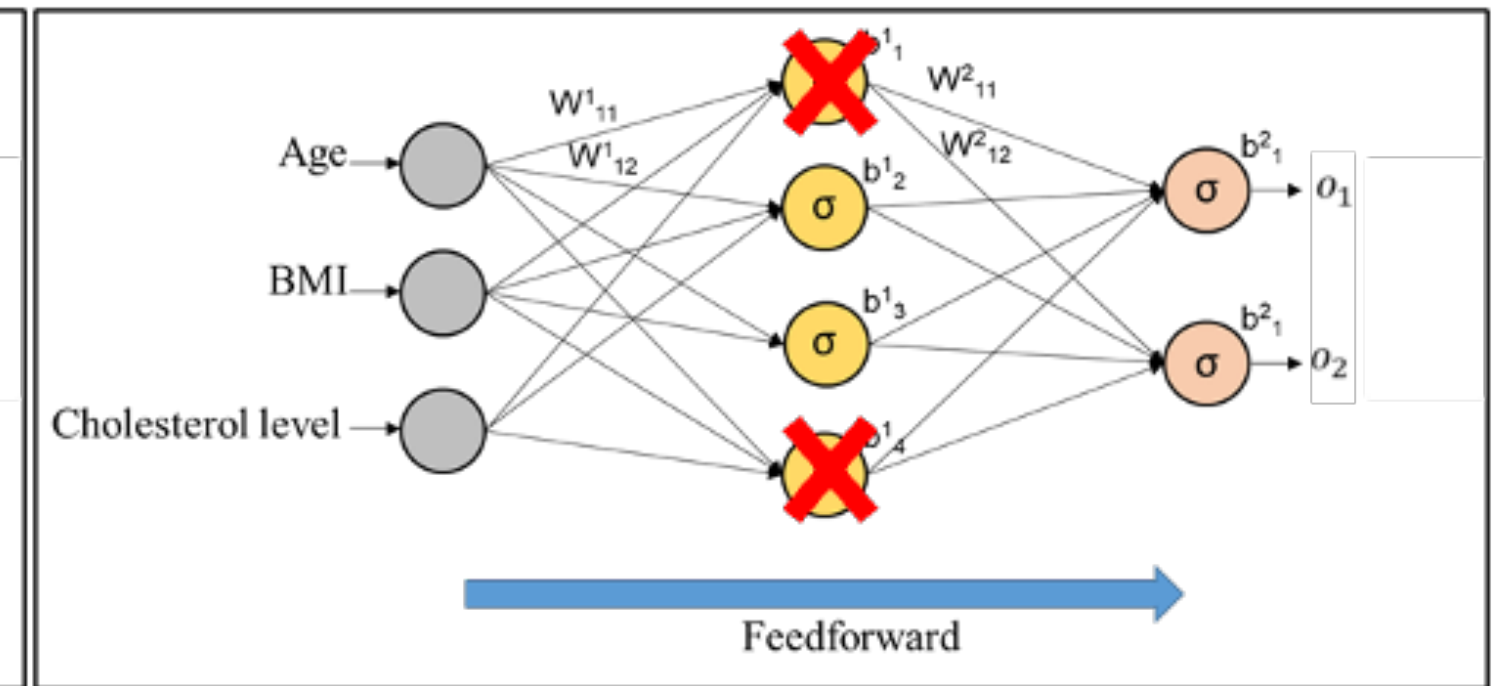 b¹₁
W²₁₁
W¹₁₁
W²₁₂
b²₁
Age
W¹₁₂
b¹₂
σ
σ
o₁
BMI
b¹₃
b²₁
σ
σ
o₂
Cholesterol level
b¹₄
Feedforward